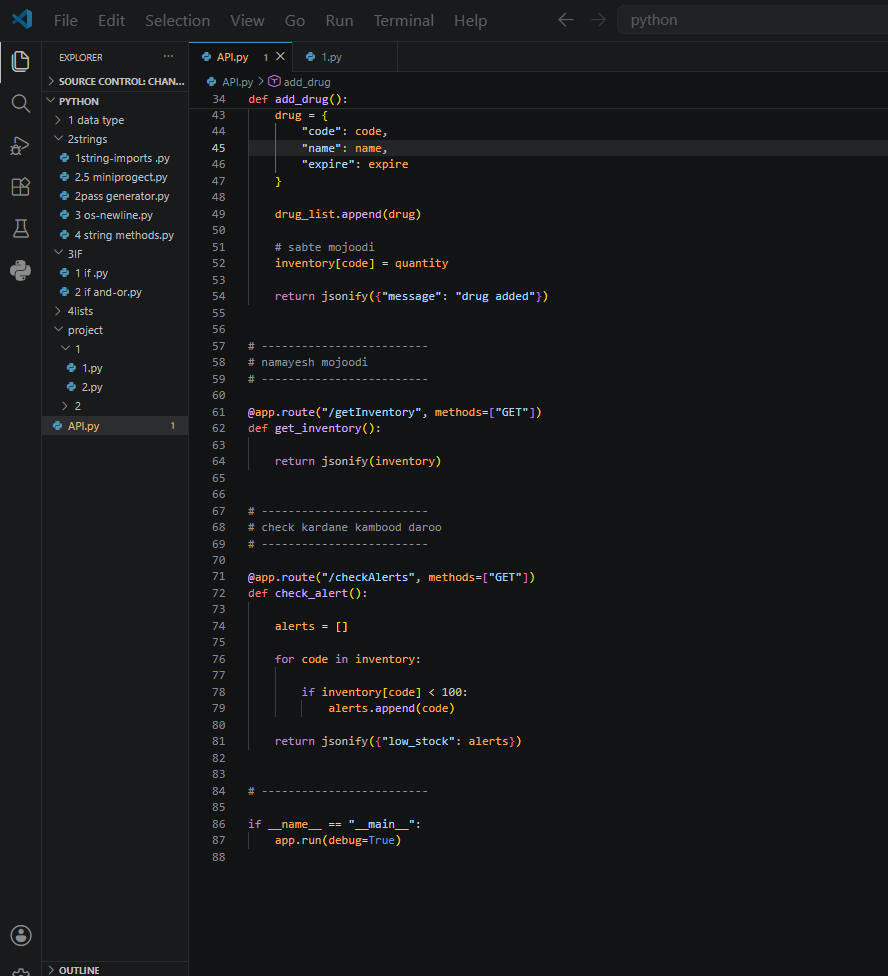 File Edit Selection View Go Run Terminal Help python
EXPLORER ···
SOURCE CONTROL: CHAN...
PYTHON
1 data type
2strings
1string-imports .py
2.5 miniprogect.py
2pass generator.py
3 os-newline.py
4 string methods.py
3IF
1 if .py
2 if and-or.py
4lists
project
1
1.py
2.py
2
API.py 1
OUTLINE
API.py 1 1.py
API.py > add_drug
34 def add_drug():
43 drug = {
44 "code": code,
45 "name": name,
46 "expire": expire
47 }
48
49 drug_list.append(drug)
50
51 # sabte mojoodi
52 inventory[code] = quantity
53
54 return jsonify({"message": "drug added"})
55
56
57 # -------------------------
58 # namayesh mojoodi
59 # -------------------------
60
61 @app.route("/getInventory", methods=["GET"])
62 def get_inventory():
63
64 return jsonify(inventory)
65
66
67 # -------------------------
68 # check kardane kambood daroo
69 # -------------------------
70
71 @app.route("/checkAlerts", methods=["GET"])
72 def check_alert():
73
74 alerts = []
75
76 for code in inventory:
77
78 if inventory[code] < 100:
79 alerts.append(code)
80
81 return jsonify({"low_stock": alerts})
82
83
84 # -------------------------
85
86 if __name__ == "__main__":
87 app.run(debug=True)
88